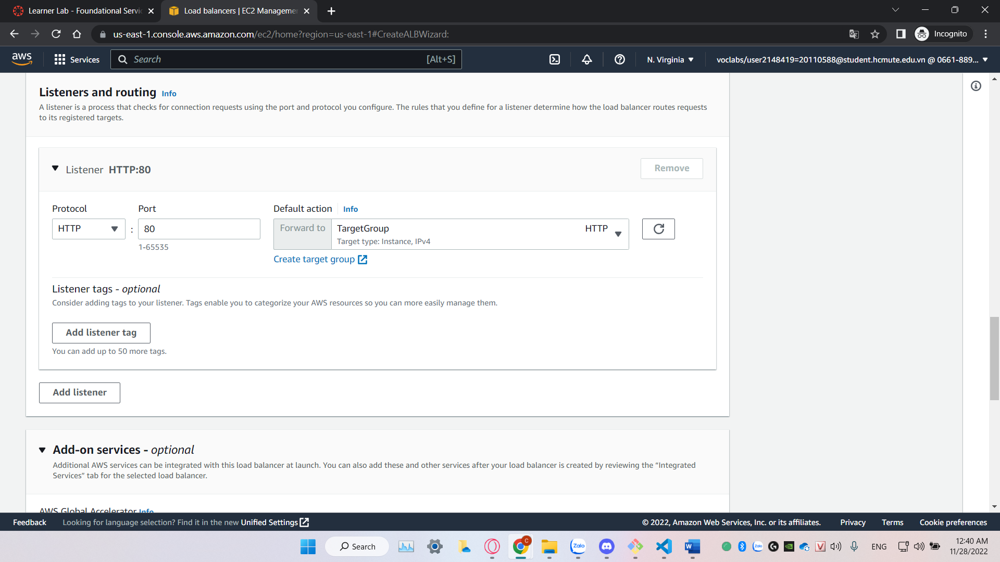 Learner Lab - Foundational Servic
Load balancers | EC2 Managemen
us-east-1.console.aws.amazon.com/ec2/home?region=us-east-1#CreateALBWizard:
Incognito
aws
Services
Search
[Alt+S]
N. Virginia
voclabs/user2148419=20110588@student.hcmute.edu.vn @ 0661-889...
Listeners and routing Info
A listener is a process that checks for connection requests using the port and protocol you configure. The rules that you define for a listener determine how the load balancer routes requests
to its registered targets.
Listener HTTP:80
Remove
Protocol
Port
Default action
Info
HTTP
:
80
1-65535
Forward to
TargetGroup
HTTP
Target type: Instance, IPv4
Create target group
Listener tags - optional
Consider adding tags to your listener. Tags enable you to categorize your AWS resources so you can more easily manage them.
Add listener tag
You can add up to 50 more tags.
Add listener
Add-on services - optional
Additional AWS services can be integrated with this load balancer at launch. You can also add these and other services after your load balancer is created by reviewing the “Integrated
Services” tab for the selected load balancer.
AWS Global Accelerator Info
Feedback
Looking for language selection? Find it in the new Unified Settings
© 2022, Amazon Web Services, Inc. or its affiliates.
Privacy
Terms
Cookie preferences
Search
C
Zalo
W
Zalo
V
ENG
12:40 AM
11/28/2022